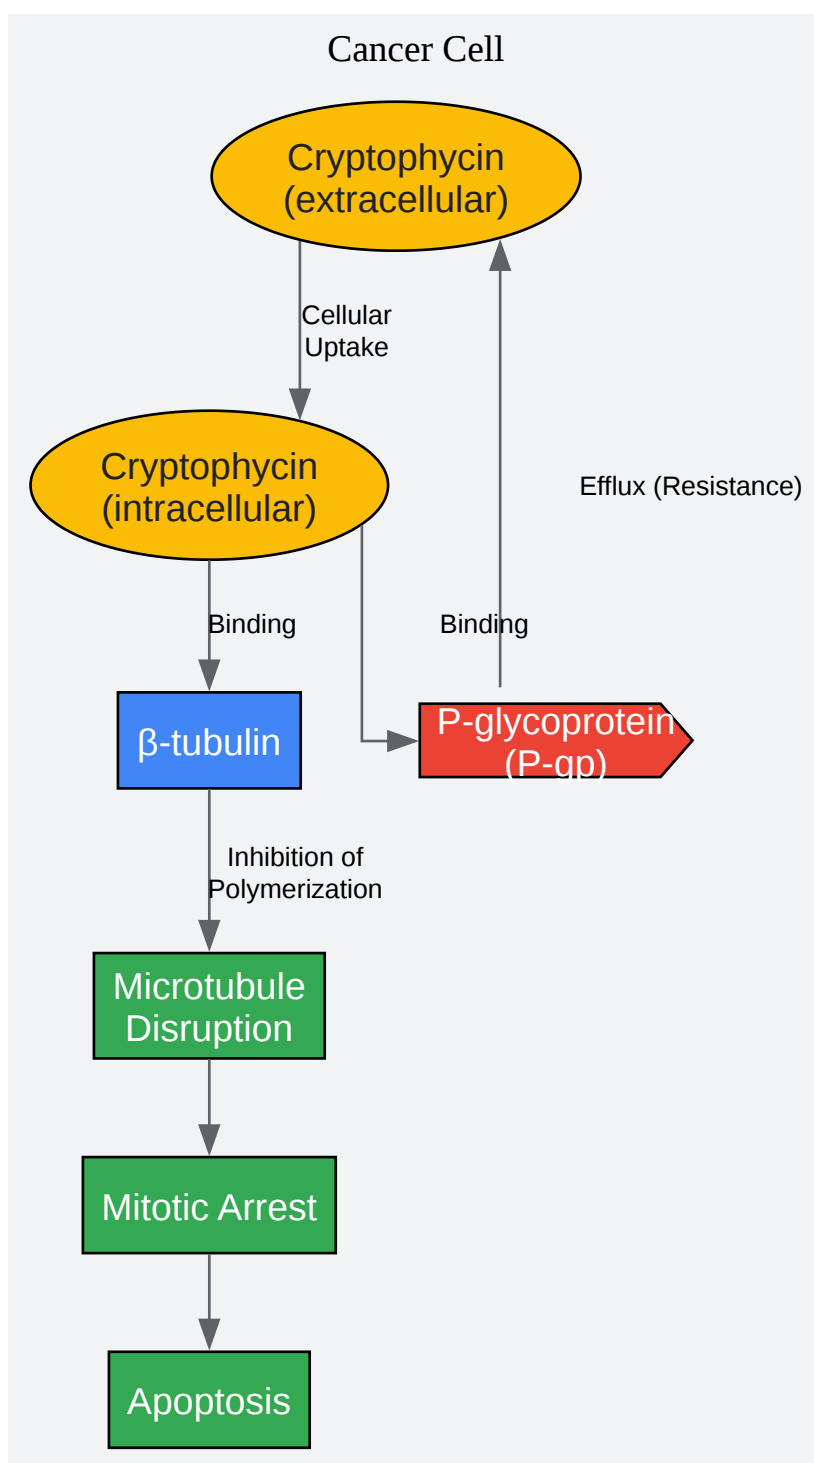 Cancer Cell
Cryptophycin
(extracellular)
Cellular
Uptake
Cryptophycin
(intracellular)
Efflux (Resistance)
Binding
Binding
β-tubulin
P-glycoprotein
(P-gp)
Inhibition of
Polymerization
Microtubule
Disruption
Mitotic Arrest
Apoptosis